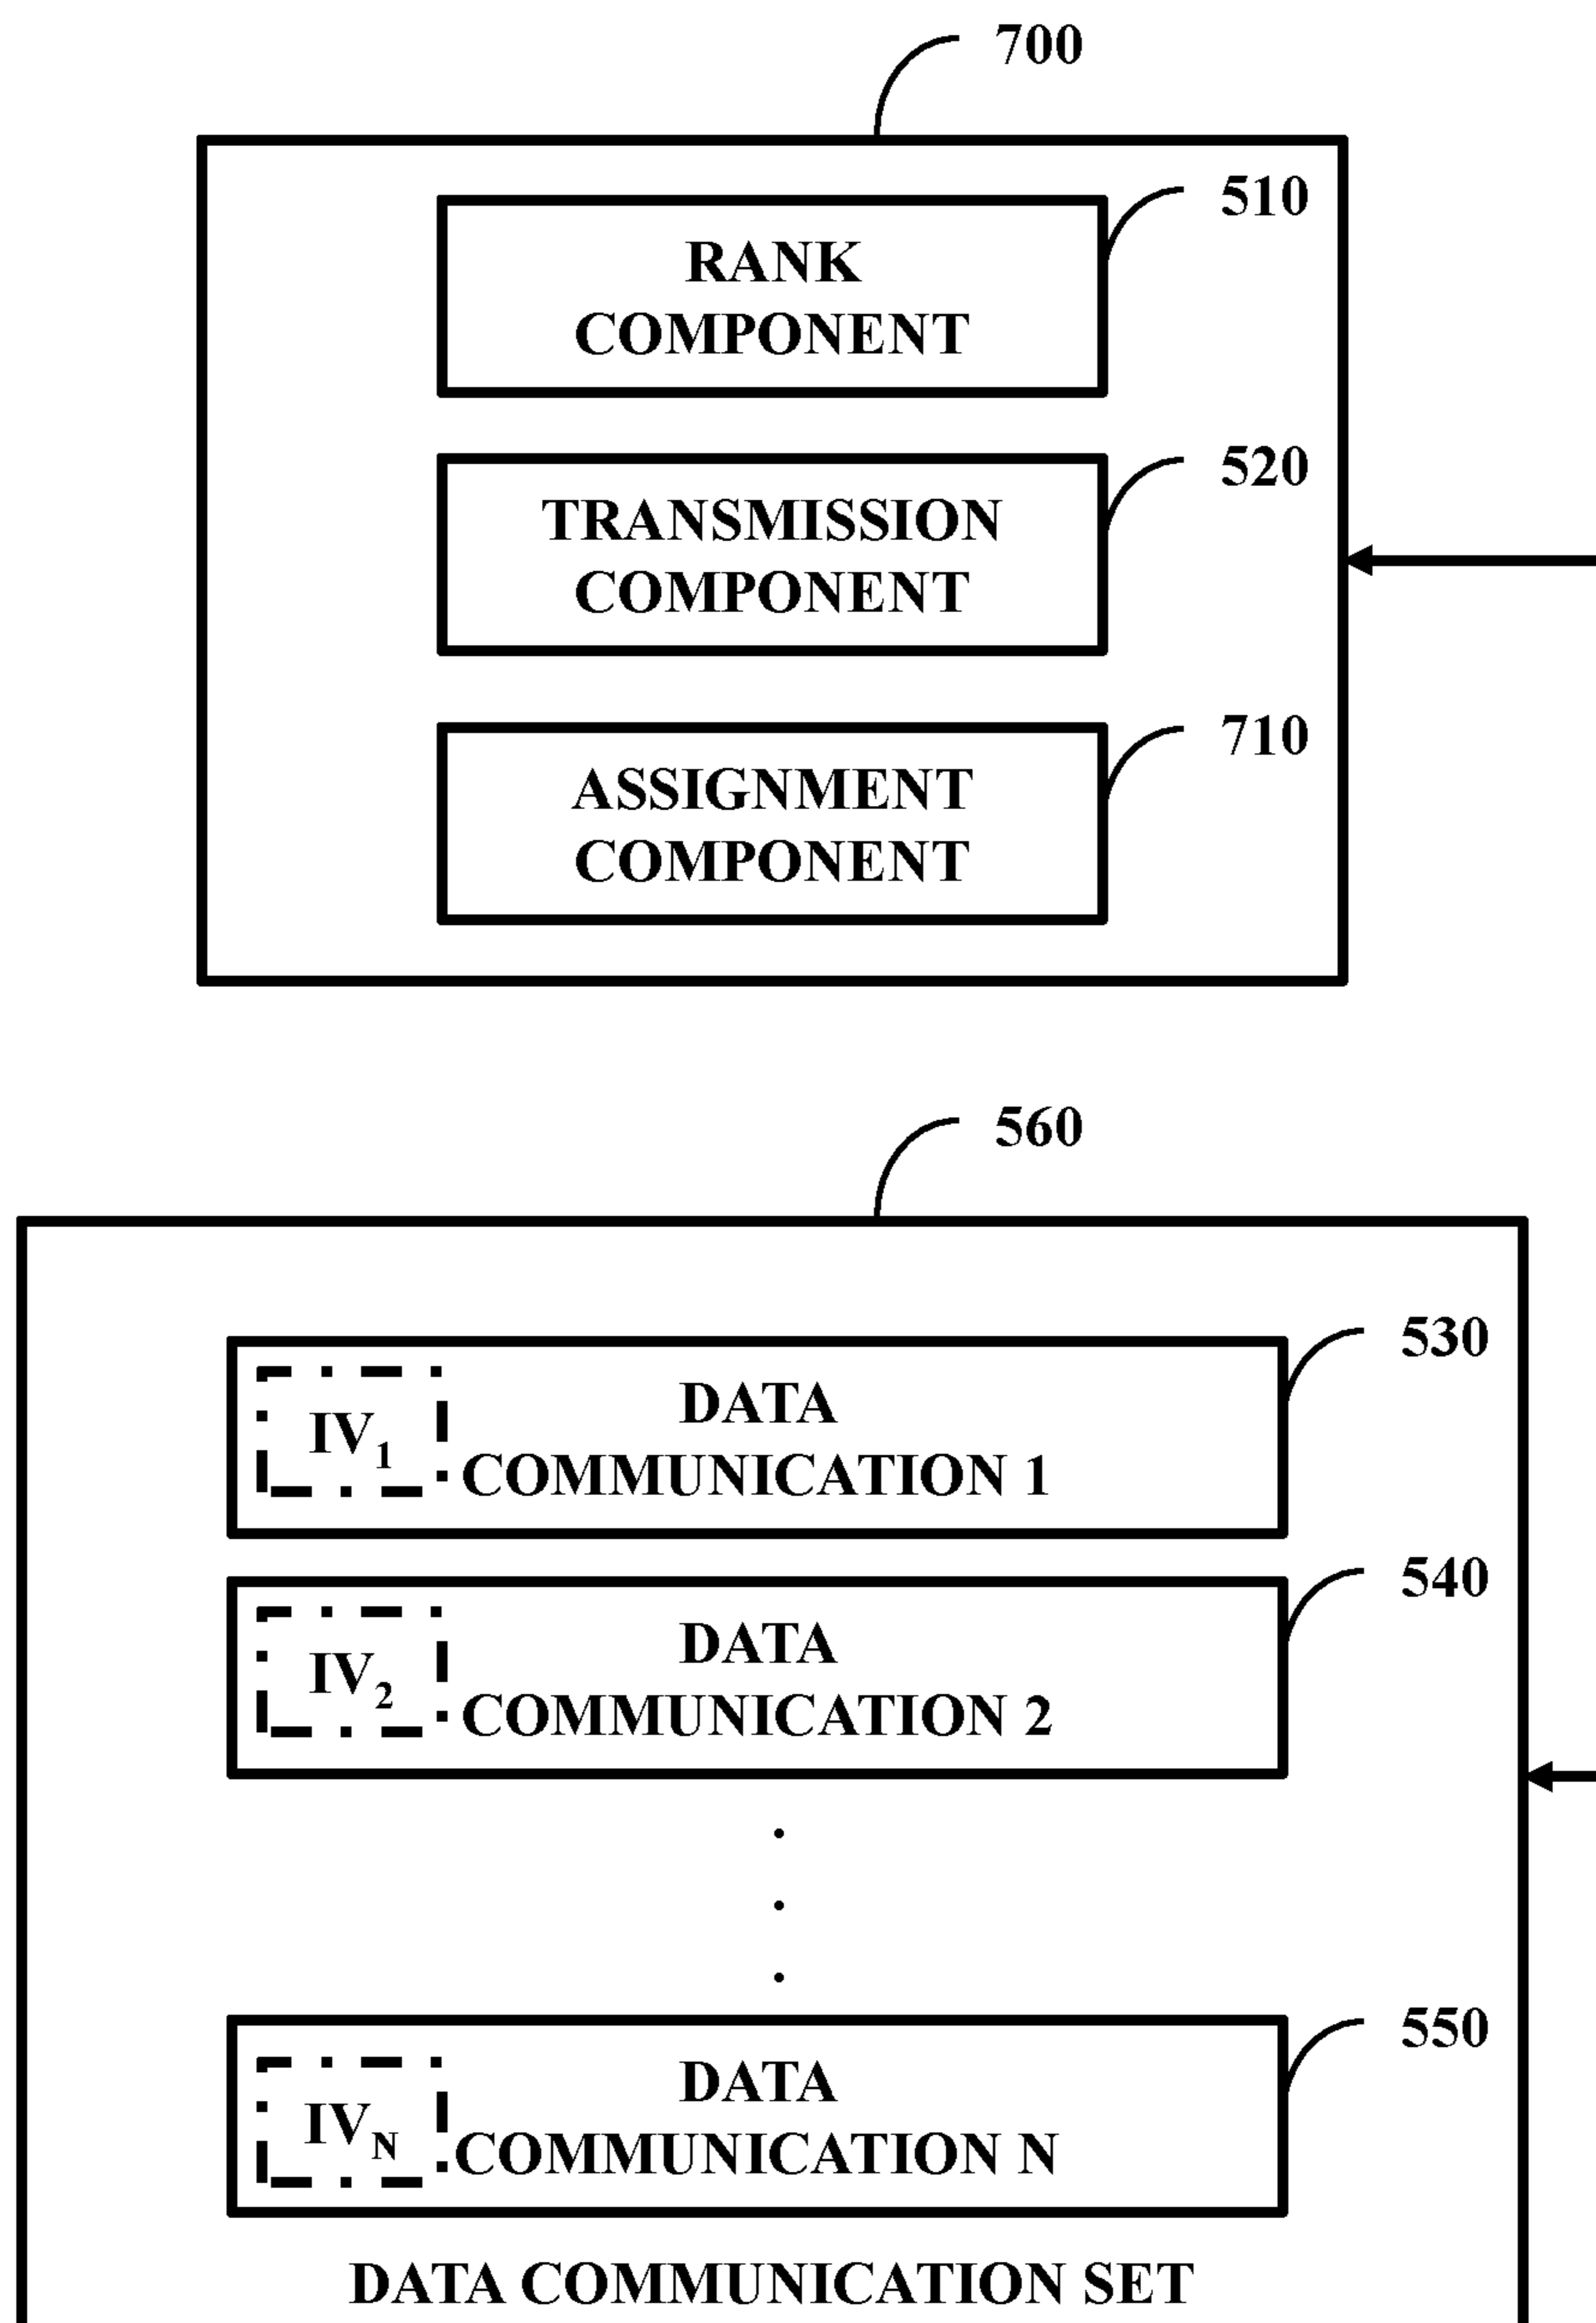 700
510
RANK
COMPONENT
520
TRANSMISSION
COMPONENT
710
ASSIGNMENT
COMPONENT
560
530
IV1
DATA
COMMUNICATION 1
540
IV2
DATA
COMMUNICATION 2
.
.
.
550
IVN
DATA
COMMUNICATION N
DATA COMMUNICATION SET